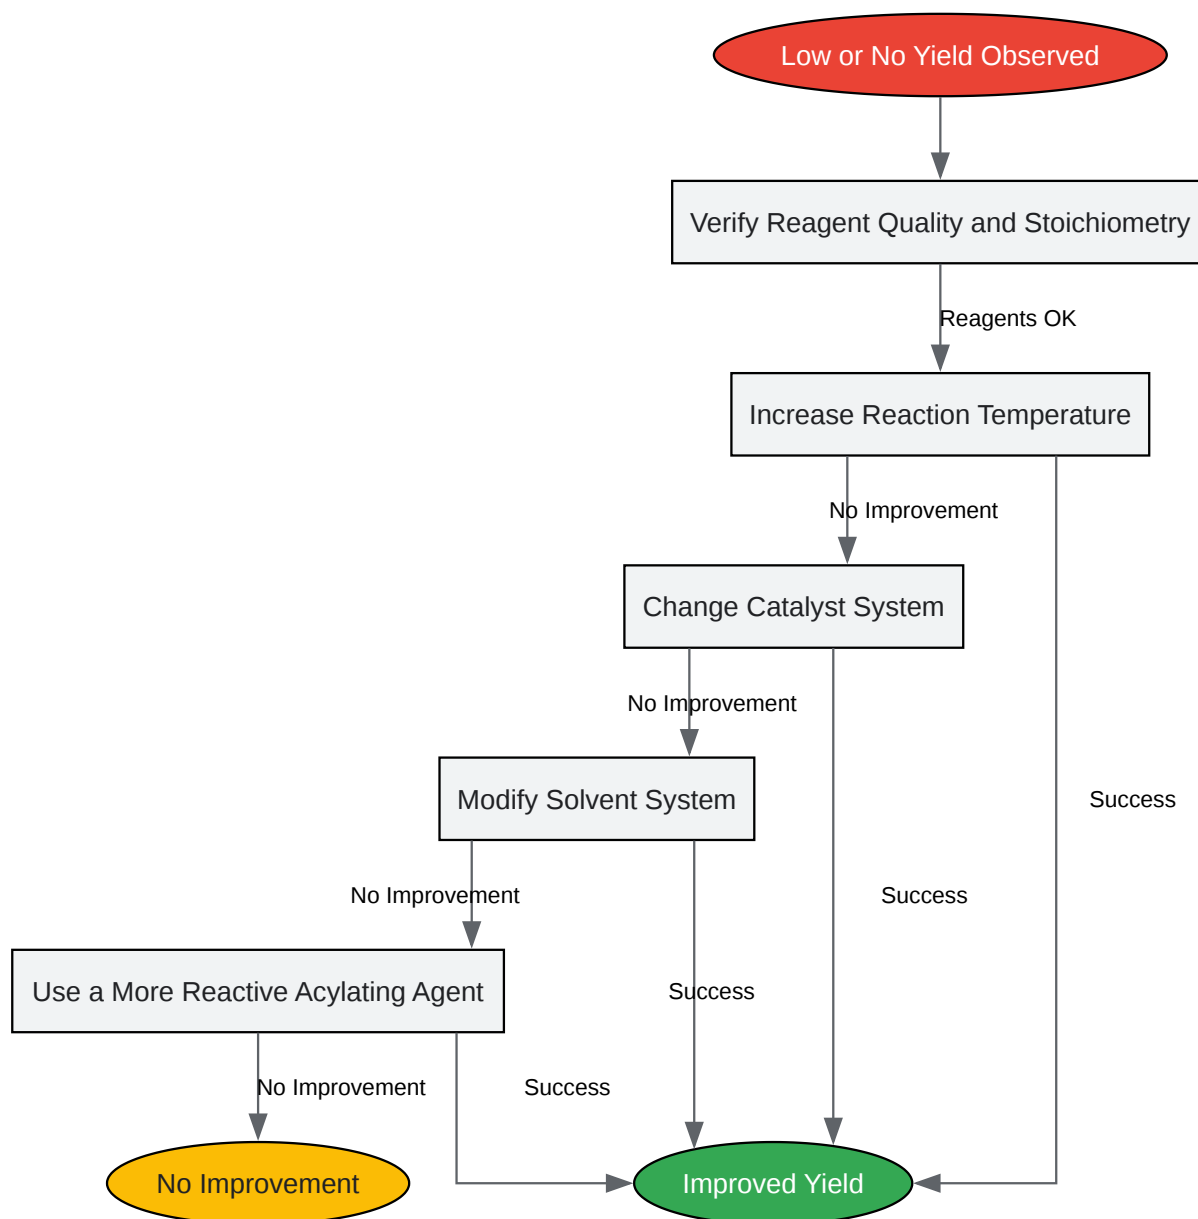 Low or No Yield Observed
Verify Reagent Quality and Stoichiometry
Reagents OK
Increase Reaction Temperature
No Improvement
Change Catalyst System
No Improvement
Modify Solvent System
Success
No Improvement
Success
Use a More Reactive Acylating Agent
Success
No Improvement
Success
No Improvement
Improved Yield